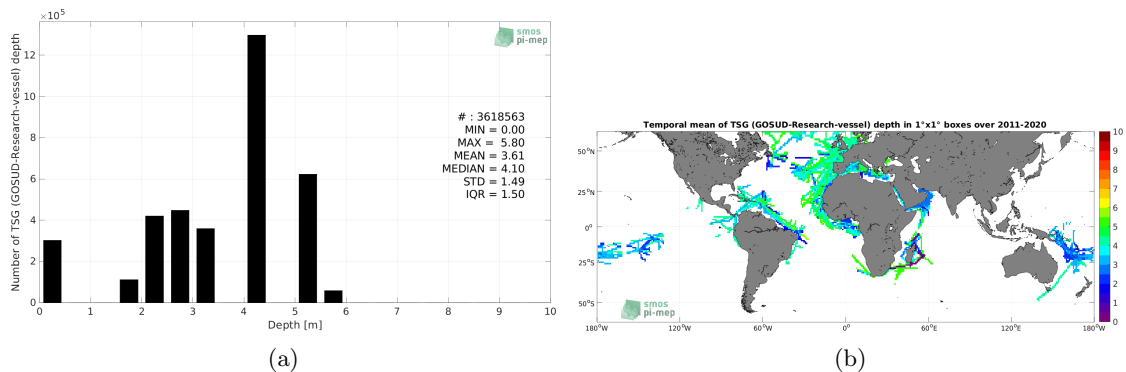 ×10⁵
smos
pi-mep
12
10
8
6
4
2
0
Number of TSG (GOSUD-Research-vessel) depth
# : 3618563
MIN = 0.00
MAX = 5.80
MEAN = 3.61
MEDIAN = 4.10
STD = 1.49
IQR = 1.50
0 1 2 3 4 5 6 7 8 9 10
Depth [m]
(a)
Temporal mean of TSG (GOSUD-Research-vessel) depth in 1°x1° boxes over 2011-2020
50°N
25°N
0°
25°S
50°S
smos
pi-mep
180°W 120°W 60°W 0° 60°E 120°E 180°W
10
9
8
7
6
5
4
3
2
1
0
(b)